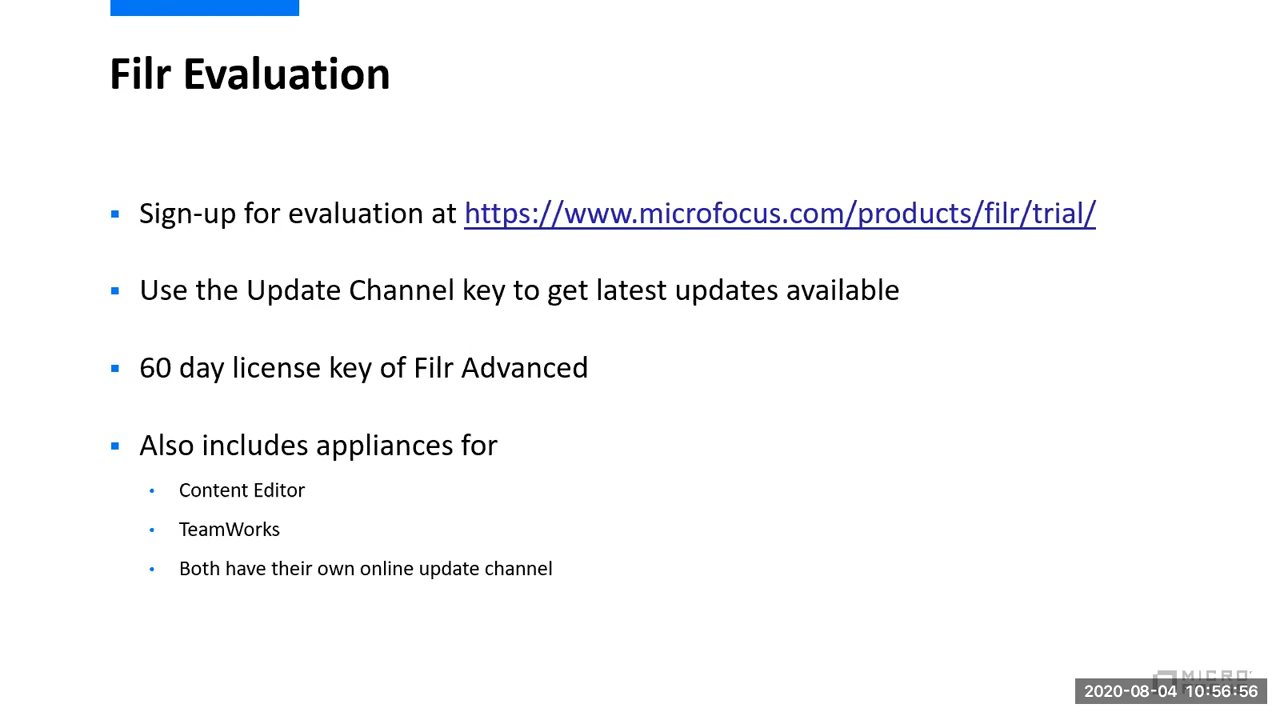 Filr Evaluation
Sign-up for evaluation at https://www.microfocus.com/products/filr/trial/
Use the Update Channel key to get latest updates available
60 day license key of Filr Advanced
Also includes appliances for
Content Editor
TeamWorks
Both have their own online update channel
MICRO
2020-08-04 10:56:56